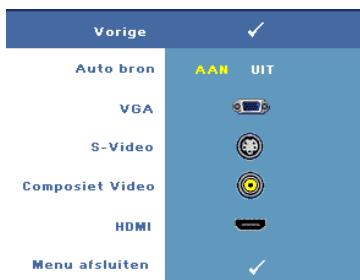 Vorige
Auto bron AAN UIT
VGA
S-Video
Composiet Video
HDMI
Menu afsluiten